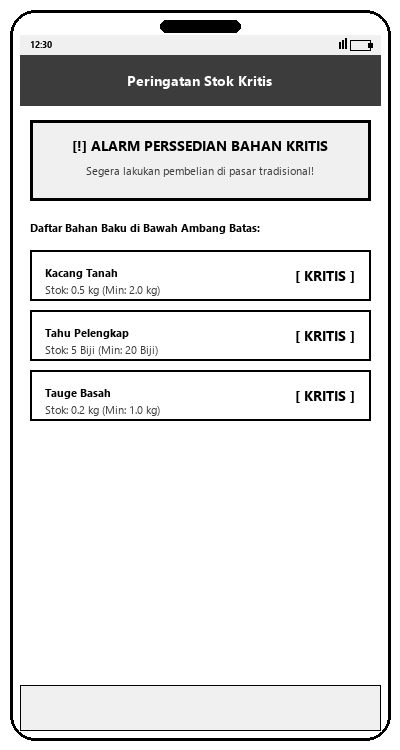 12:30
Peringatan Stok Kritis
[!] ALARM PERSSEDIAN BAHAN KRITIS
Segera lakukan pembelian di pasar tradisional!
Daftar Bahan Baku di Bawah Ambang Batas:
Kacang Tanah
[ KRITIS ]
Stok: 0.5 kg (Min: 2.0 kg)
Tahu Pelengkap
[ KRITIS ]
Stok: 5 Biji (Min: 20 Biji)
Tauge Basah
[ KRITIS ]
Stok: 0.2 kg (Min: 1.0 kg)